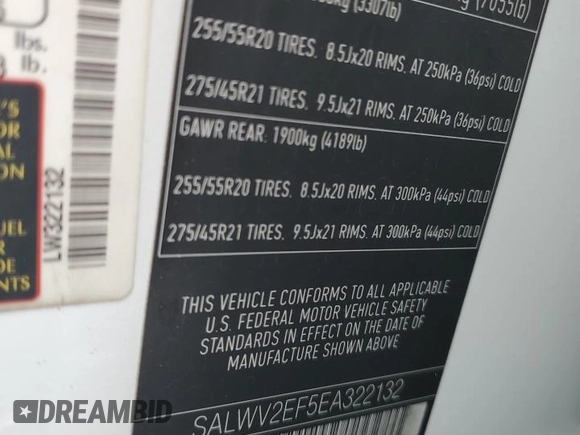 (7055lb)
(3307lb)
255/55R20 TIRES. 8.5Jx20 RIMS. AT 250kPa (36psi) COLD
275/45R21 TIRES. 9.5Jx21 RIMS. AT 250kPa (36psi) COLD
GAWR REAR. 1900kg (4189lb)
255/55R20 TIRES. 8.5Jx20 RIMS. AT 300kPa (44psi) COLD
275/45R21 TIRES. 9.5Jx21 RIMS. AT 300kPa (44psi) COLD
THIS VEHICLE CONFORMS TO ALL APPLICABLE
U.S. FEDERAL MOTOR VEHICLE SAFETY
STANDARDS IN EFFECT ON THE DATE OF
MANUFACTURE SHOWN ABOVE
SALWV2EF5EA322132
lbs.
lb.
LW322132
DREAMBID